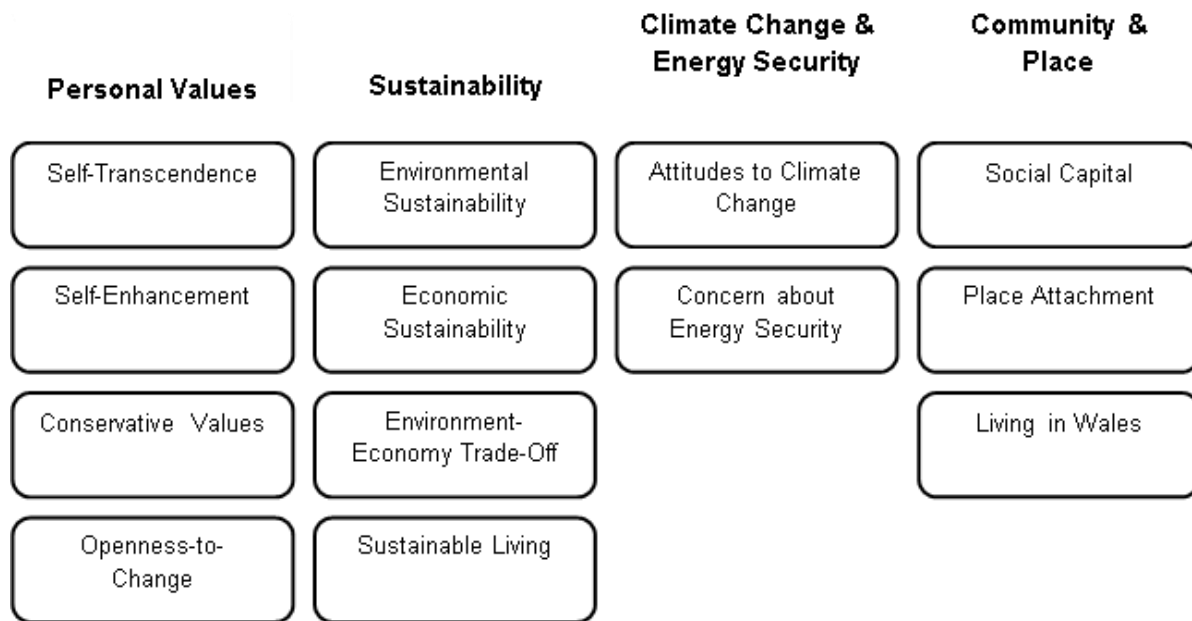 Personal Values
Sustainability
Climate Change &
Energy Security
Community &
Place
Self-Transcendence
Environmental
Sustainability
Attitudes to Climate
Change
Social Capital
Self-Enhancement
Economic
Sustainability
Concern about
Energy Security
Place Attachment
Conservative Values
Environment-
Economy Trade-Off
Living in Wales
Openness-to-
Change
Sustainable Living